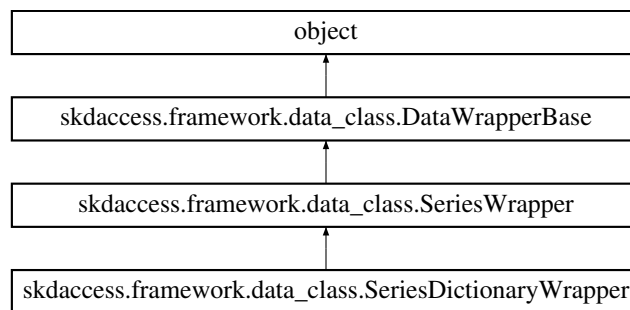 object
skdaccess.framework.data_class.DataWrapperBase
skdaccess.framework.data_class.SeriesWrapper
skdaccess.framework.data_class.SeriesDictionaryWrapper